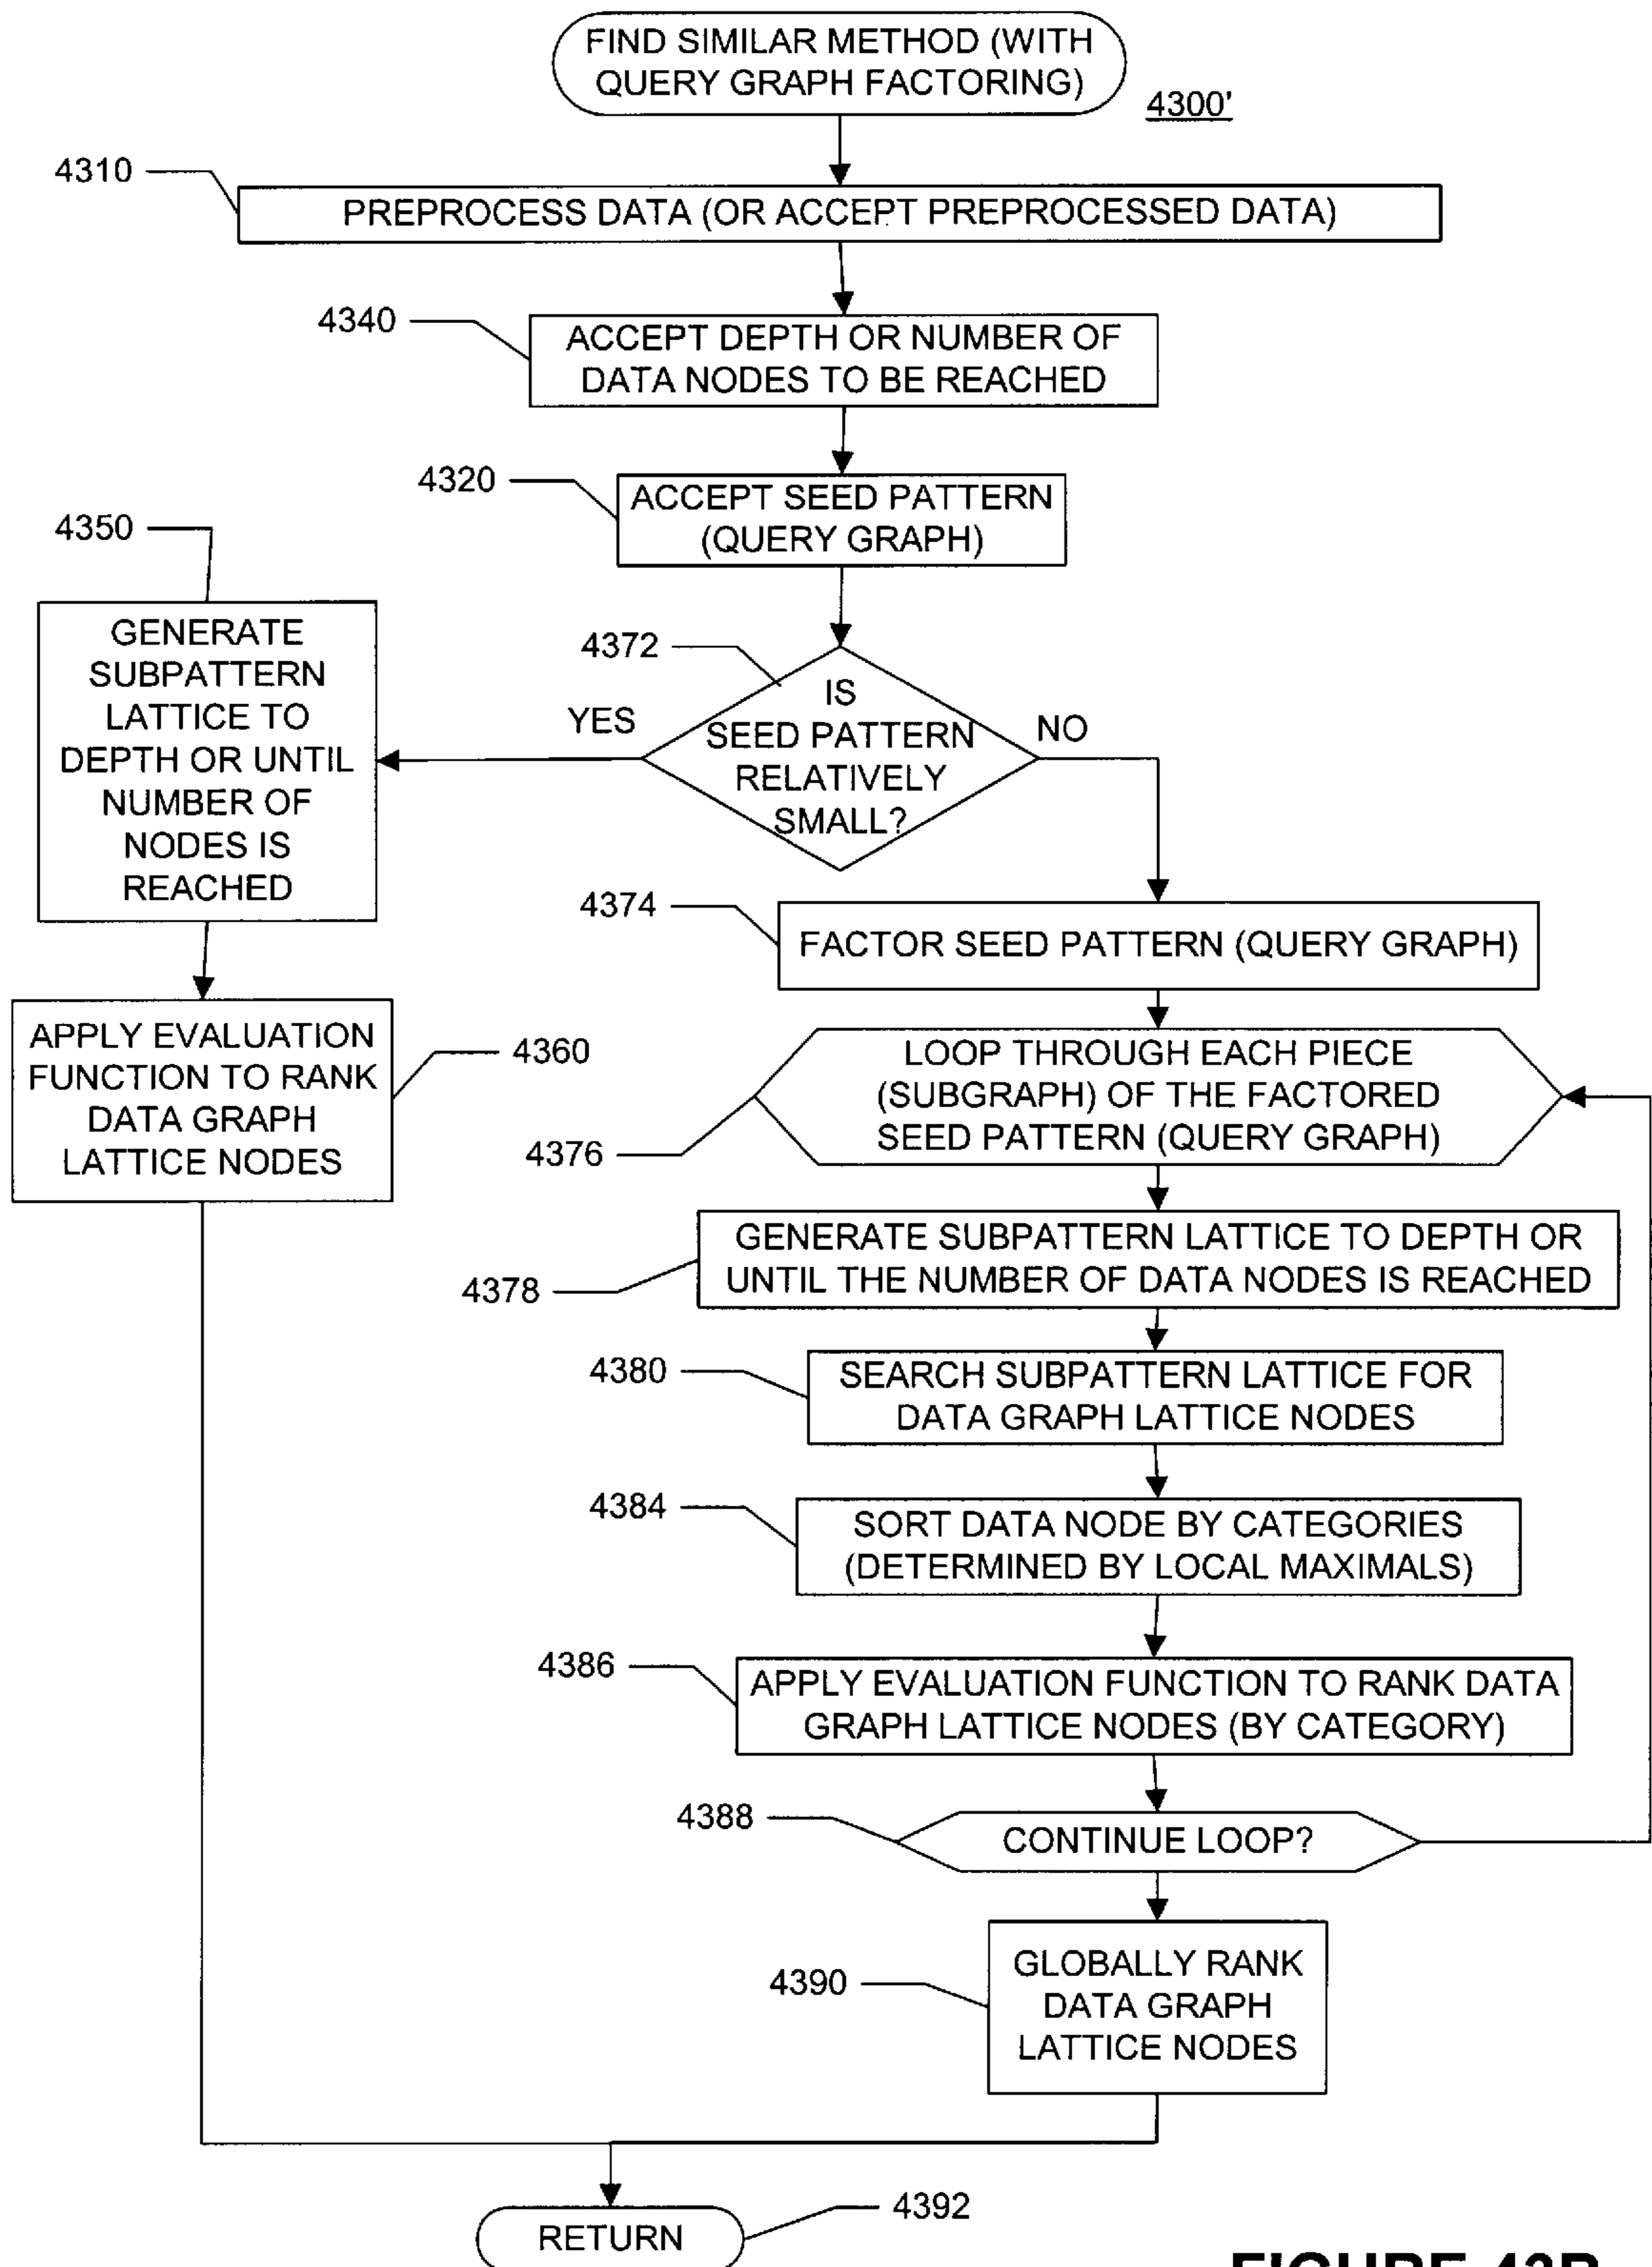 FIND SIMILAR METHOD (WITH
QUERY GRAPH FACTORING)
4300'
4310
PREPROCESS DATA (OR ACCEPT PREPROCESSED DATA)
4340
ACCEPT DEPTH OR NUMBER OF
DATA NODES TO BE REACHED
4320
ACCEPT SEED PATTERN
(QUERY GRAPH)
4350
GENERATE
SUBPATTERN
LATTICE TO
DEPTH OR UNTIL
NUMBER OF
NODES IS
REACHED
4372
YES
IS
SEED PATTERN
RELATIVELY
SMALL?
NO
4374
FACTOR SEED PATTERN (QUERY GRAPH)
APPLY EVALUATION
FUNCTION TO RANK
DATA GRAPH
LATTICE NODES
4360
4376
LOOP THROUGH EACH PIECE
(SUBGRAPH) OF THE FACTORED
SEED PATTERN (QUERY GRAPH)
4378
GENERATE SUBPATTERN LATTICE TO DEPTH OR
UNTIL THE NUMBER OF DATA NODES IS REACHED
4380
SEARCH SUBPATTERN LATTICE FOR
DATA GRAPH LATTICE NODES
4384
SORT DATA NODE BY CATEGORIES
(DETERMINED BY LOCAL MAXIMALS)
4386
APPLY EVALUATION FUNCTION TO RANK DATA
GRAPH LATTICE NODES (BY CATEGORY)
4388
CONTINUE LOOP?
4390
GLOBALLY RANK
DATA GRAPH
LATTICE NODES
RETURN
4392
FIGURE 43B